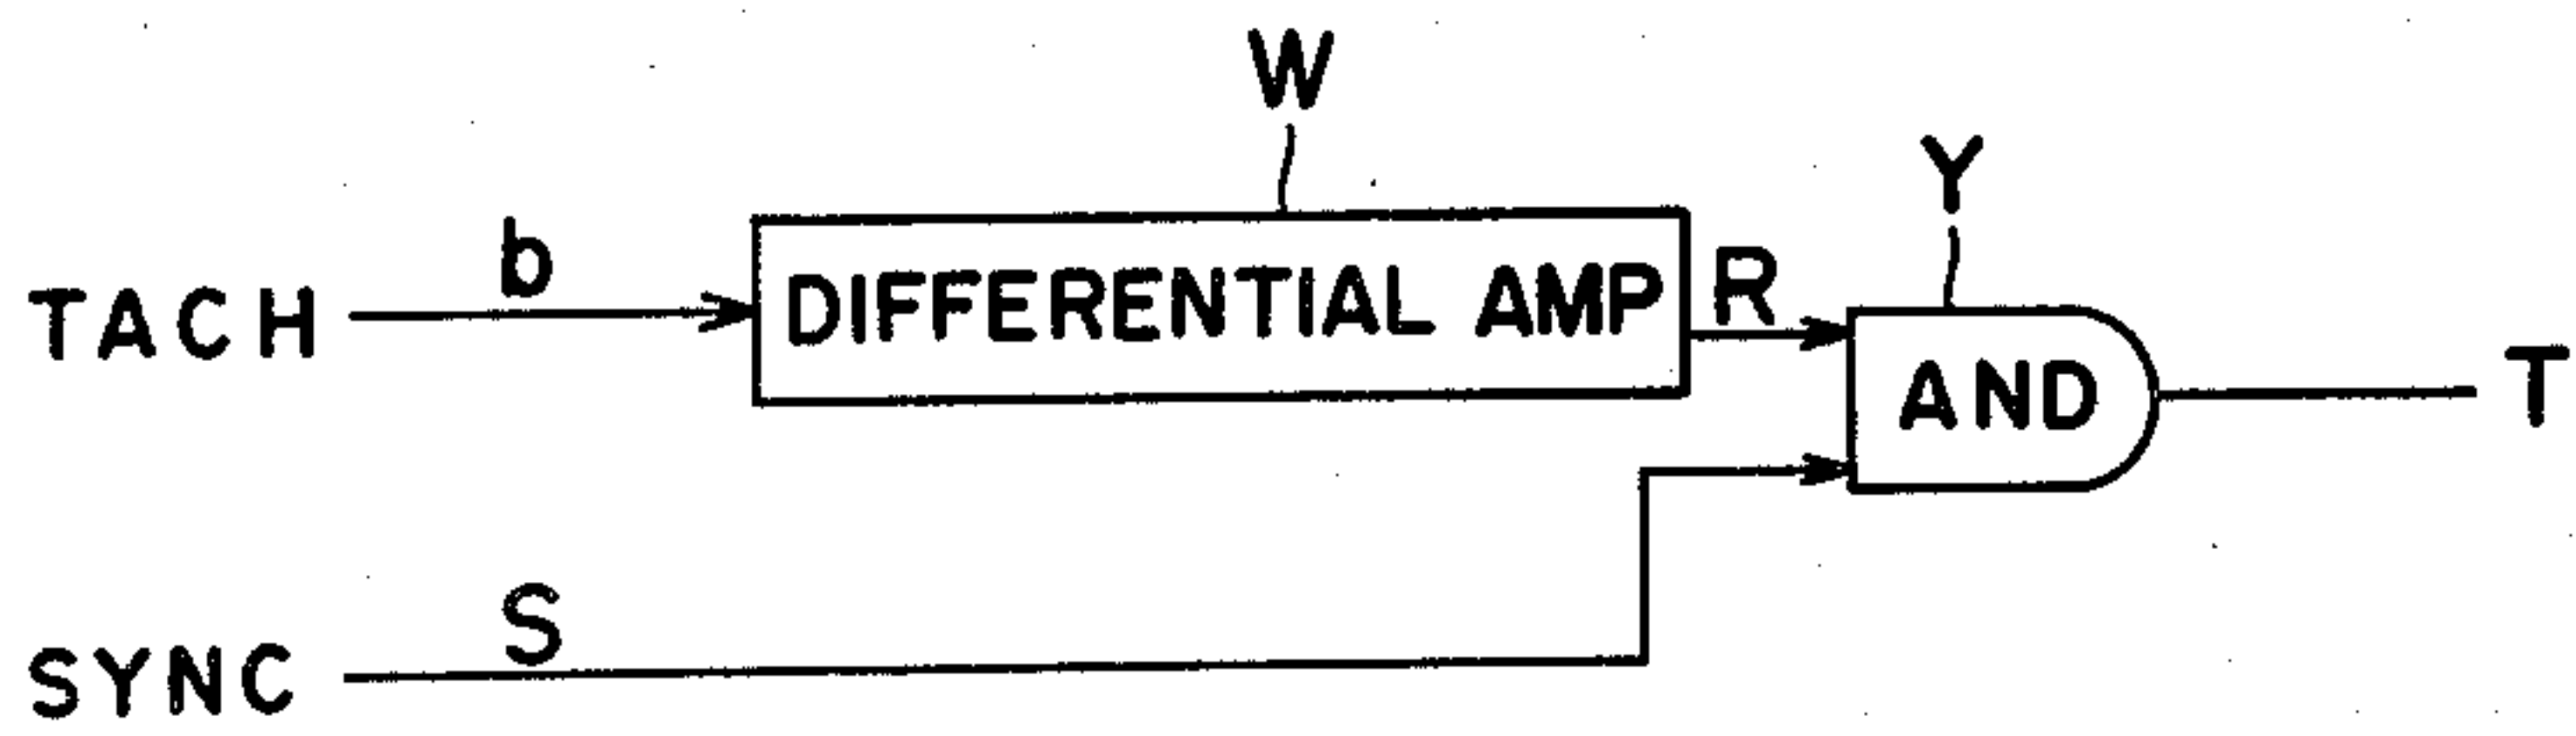 W
Y
b
TACH
DIFFERENTIAL AMP
R
AND
T
S
SYNC